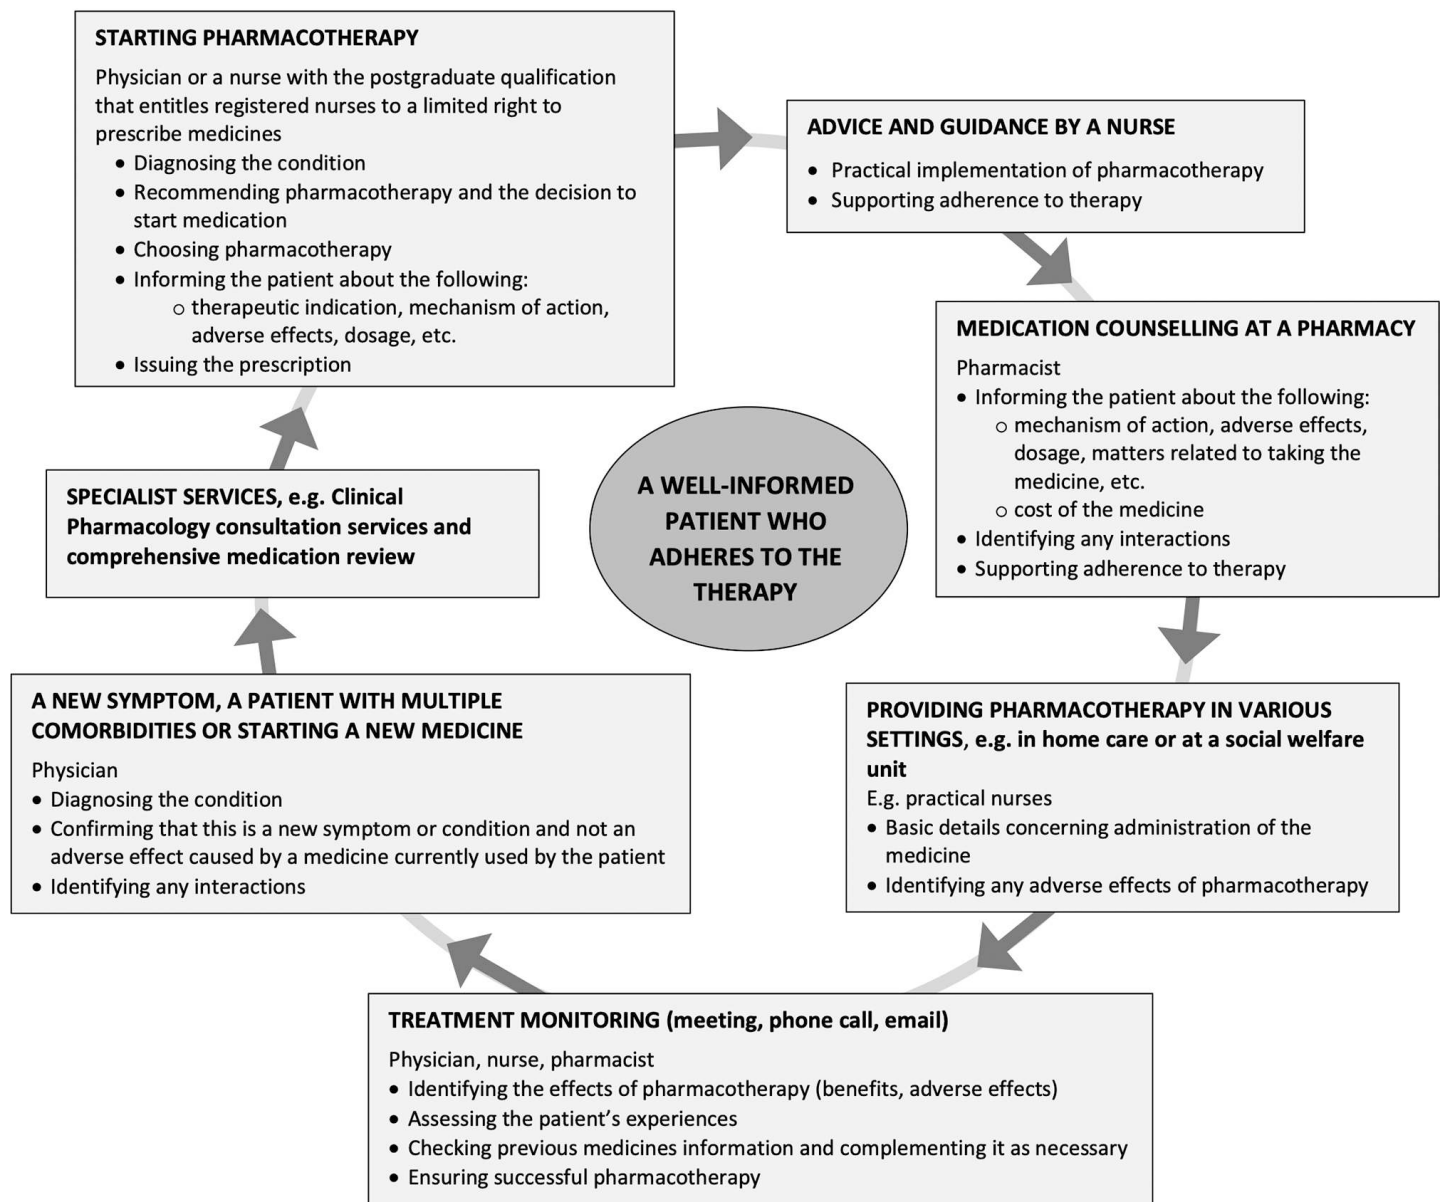 STARTING PHARMACOTHERAPY
Physician or a nurse with the postgraduate qualification
that entitles registered nurses to a limited right to
prescribe medicines
• Diagnosing the condition
• Recommending pharmacotherapy and the decision to
start medication
• Choosing pharmacotherapy
• Informing the patient about the following:
o therapeutic indication, mechanism of action,
adverse effects, dosage, etc.
• Issuing the prescription
ADVICE AND GUIDANCE BY A NURSE
• Practical implementation of pharmacotherapy
• Supporting adherence to therapy
MEDICATION COUNSELLING AT A PHARMACY
Pharmacist
• Informing the patient about the following:
o mechanism of action, adverse effects,
dosage, matters related to taking the
medicine, etc.
o cost of the medicine
• Identifying any interactions
• Supporting adherence to therapy
PROVIDING PHARMACOTHERAPY IN VARIOUS
SETTINGS, e.g. in home care or at a social welfare
unit
E.g. practical nurses
• Basic details concerning administration of the
medicine
• Identifying any adverse effects of pharmacotherapy
TREATMENT MONITORING (meeting, phone call, email)
Physician, nurse, pharmacist
• Identifying the effects of pharmacotherapy (benefits, adverse effects)
• Assessing the patient’s experiences
• Checking previous medicines information and complementing it as necessary
• Ensuring successful pharmacotherapy
A NEW SYMPTOM, A PATIENT WITH MULTIPLE
COMORBIDITIES OR STARTING A NEW MEDICINE
Physician
• Diagnosing the condition
• Confirming that this is a new symptom or condition and not an
adverse effect caused by a medicine currently used by the patient
• Identifying any interactions
SPECIALIST SERVICES, e.g. Clinical
Pharmacology consultation services and
comprehensive medication review
A WELL-INFORMED
PATIENT WHO
ADHERES TO THE
THERAPY